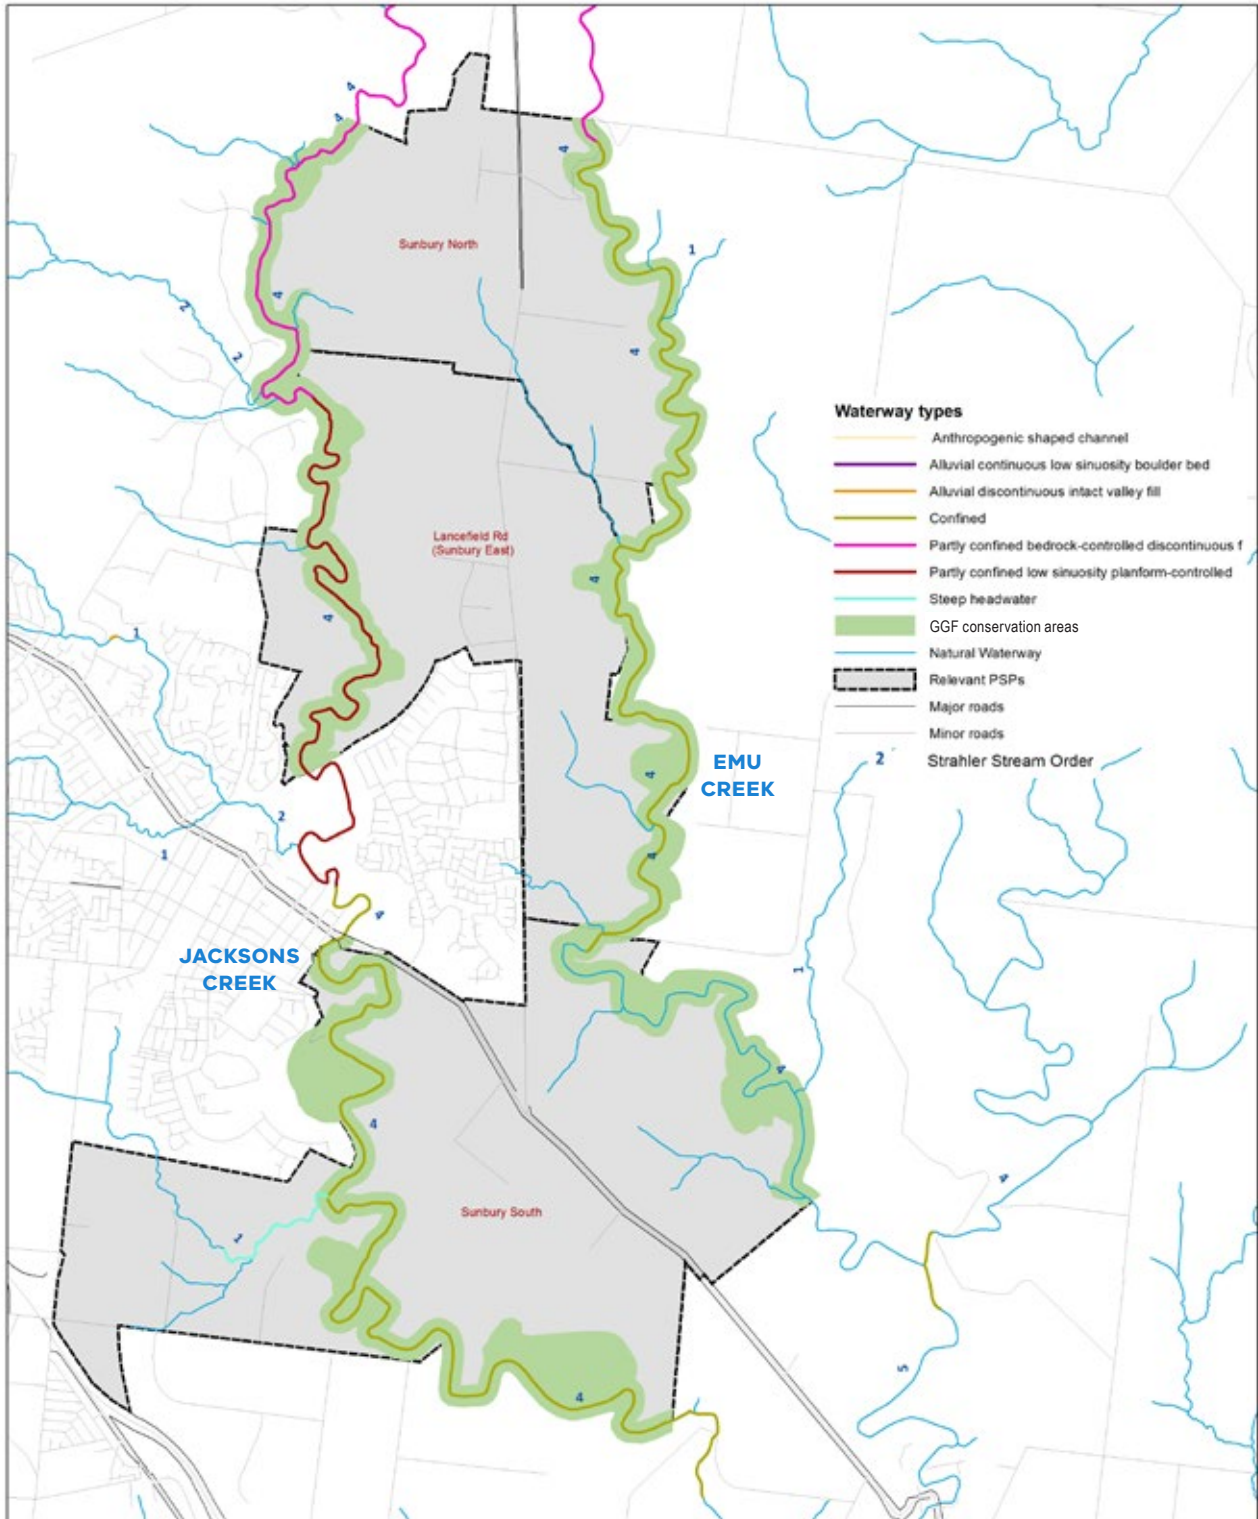 4
4
4
Sunbury North
1
4
2
4
2
Waterway types
Anthropogenic shaped channel
Alluvial continuous low sinuosity boulder bed
Alluvial discontinuous intact valley fill
Confined
Partly confined bedrock-controlled discontinuous f
Partly confined low sinuosity planform-controlled
Steep headwater
GGF conservation areas
Natural Waterway
Relevant PSPs
Major roads
Minor roads
2 Strahler Stream Order
Lancefield Rd
(Sunbury East)
4
4
1
EMU
CREEK
4
2
1
4
4
JACKSONS
CREEK
1
4
4
4
Sunbury South
1
5
4